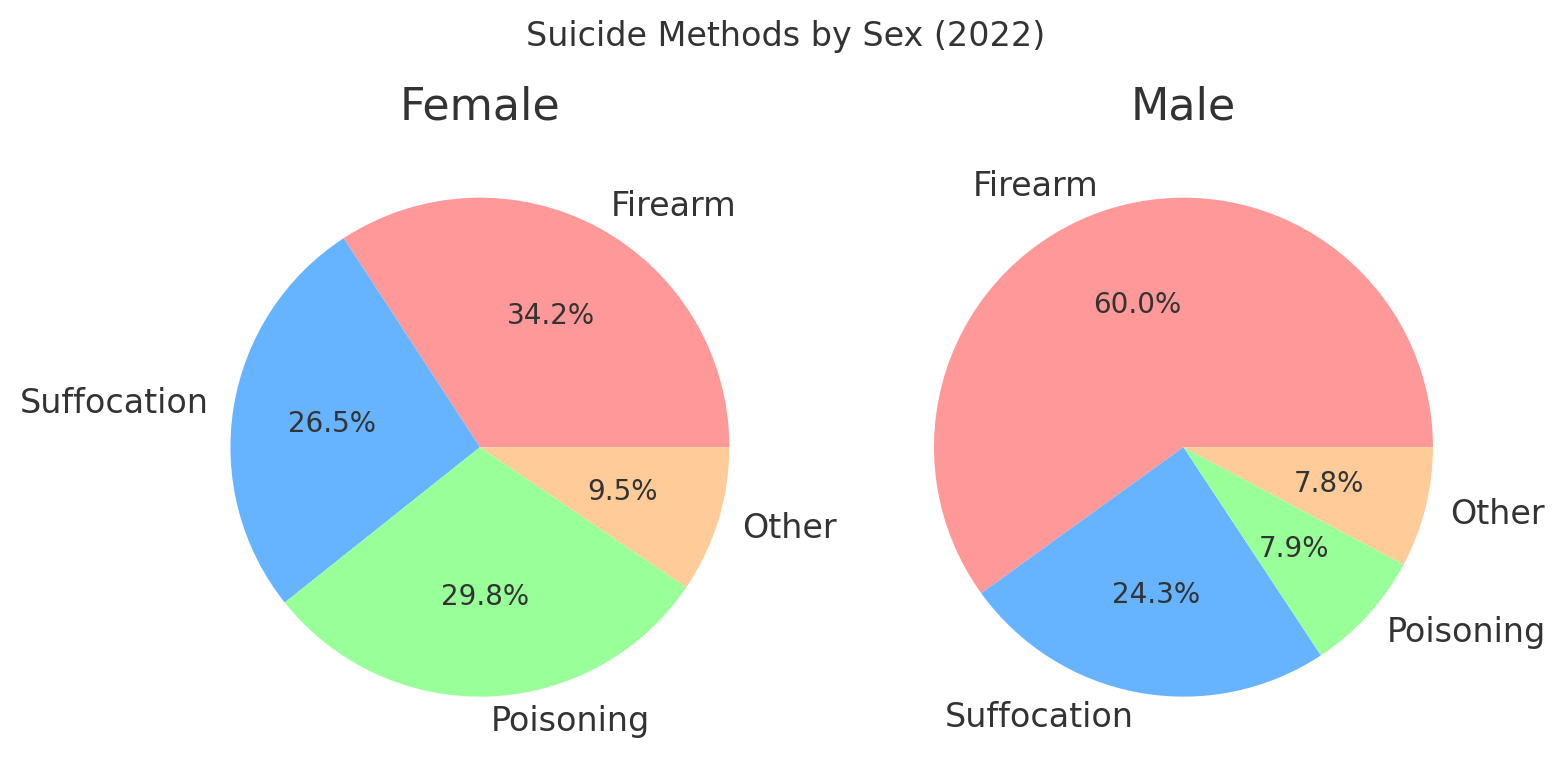 Suicide Methods by Sex (2022)
Female
Firearm
34.2%
Suffocation
26.5%
29.8%
Poisoning
9.5%
Other
Male
Firearm
60.0%
24.3%
Suffocation
7.9%
Poisoning
7.8%
Other